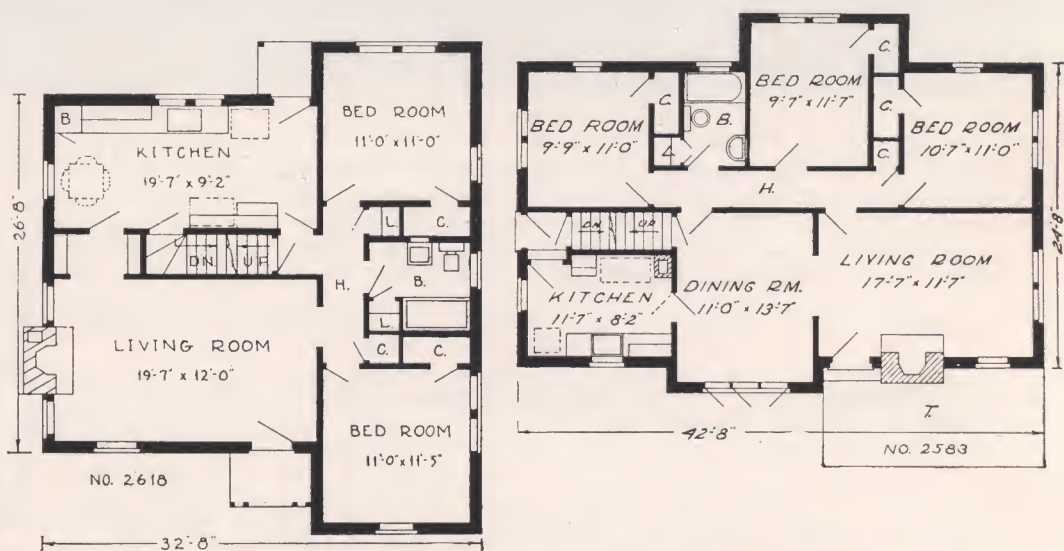 BED ROOM
11'-0" x 11'-0"
B
KITCHEN
19'-7" x 9'-2"
26'-8"
L.
C.
DN.
UP
H.
B.
L.
C.
C.
LIVING ROOM
19'-7" x 12'-0"
BED ROOM
11'-0" x 11'-5"
NO. 2618
32'-8"
BED ROOM
9'-7" x 11'-7"
C.
BED ROOM
9'-9" x 11'-0"
C.
B.
C.
BED ROOM
10'-7" x 11'-0"
L.
C.
H.
24'-8"
DN.
UP
KITCHEN
11'-7" x 8'-2"
DINING RM.
11'-0" x 13'-7"
LIVING ROOM
17'-7" x 11'-7"
T.
42'-8"
NO. 2583